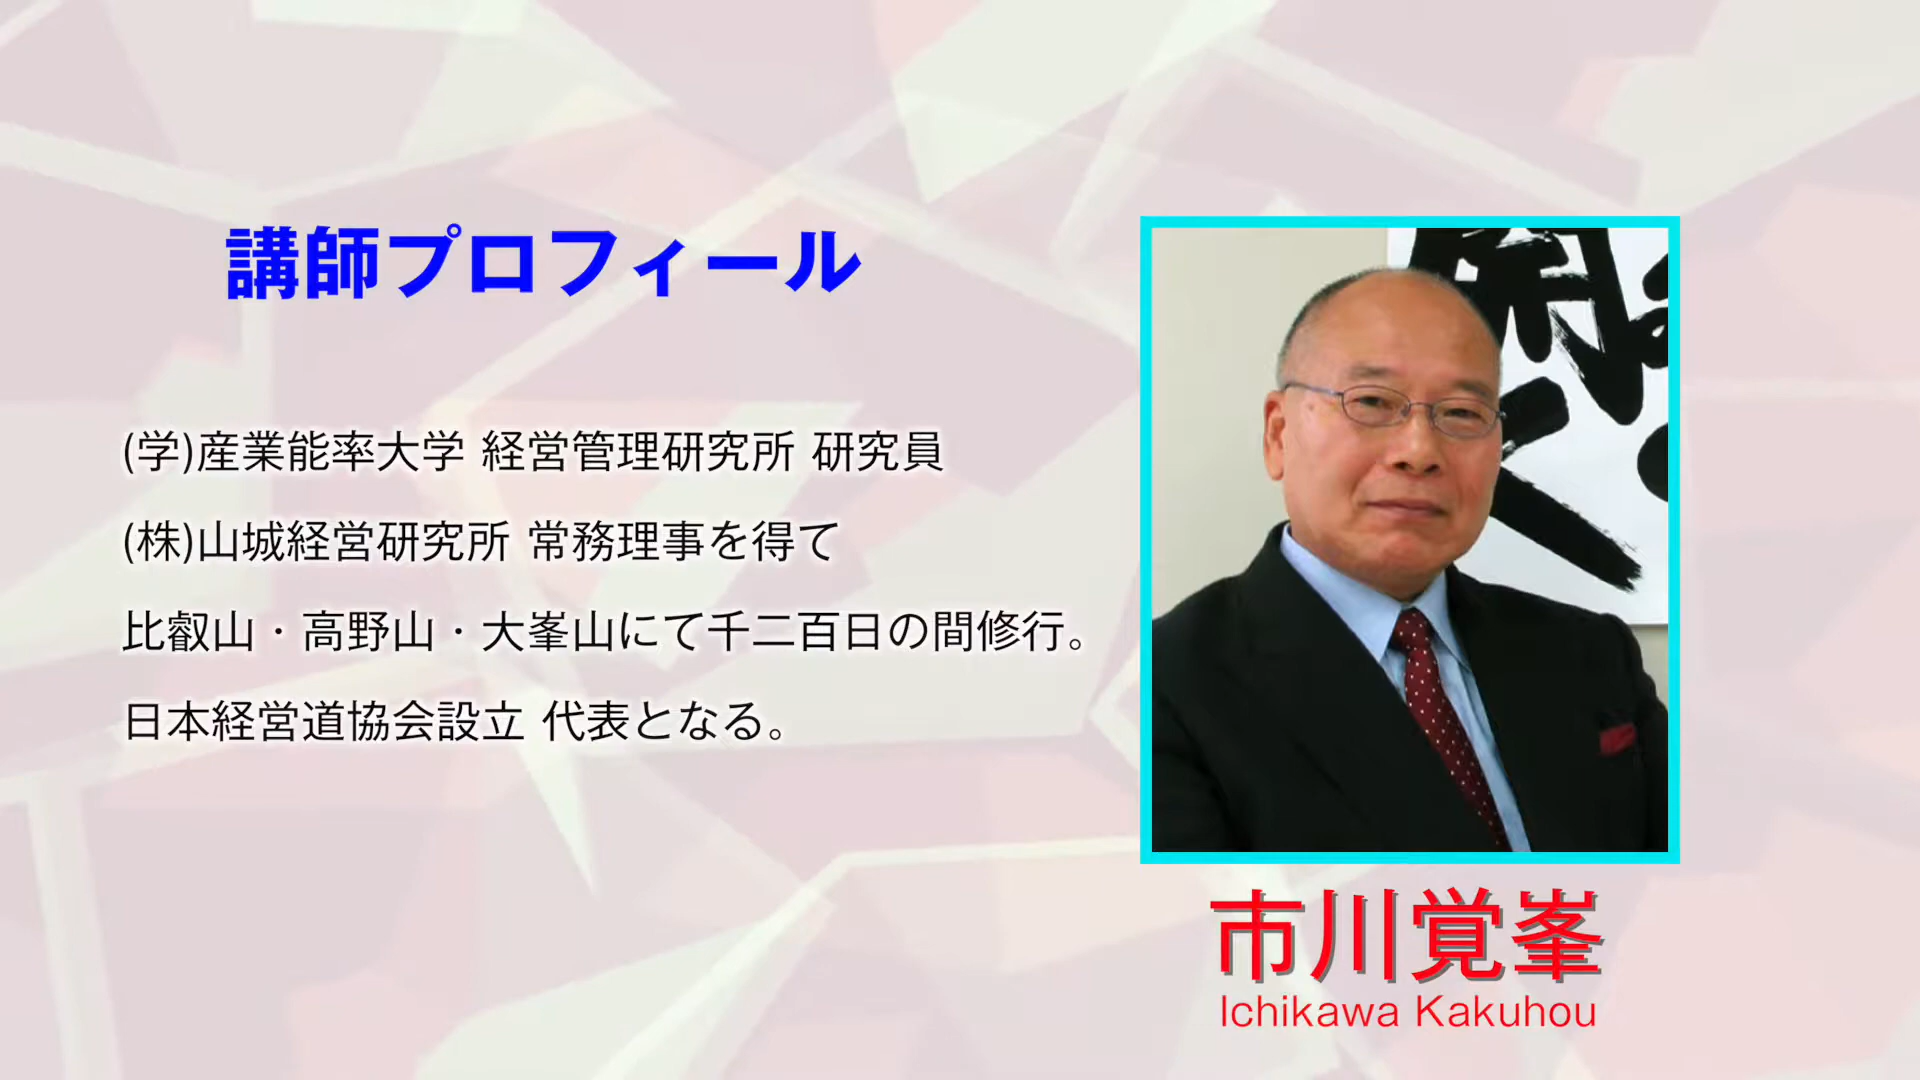 講師プロフィール
(学)産業能率大学 経営管理研究所 研究員
(株)山城経営研究所 常務理事を得て
比叡山・高野山・大峯山にて千二百日の間修行。
日本経営道協会設立 代表となる。
市川覚峯
Ichikawa Kakuhou